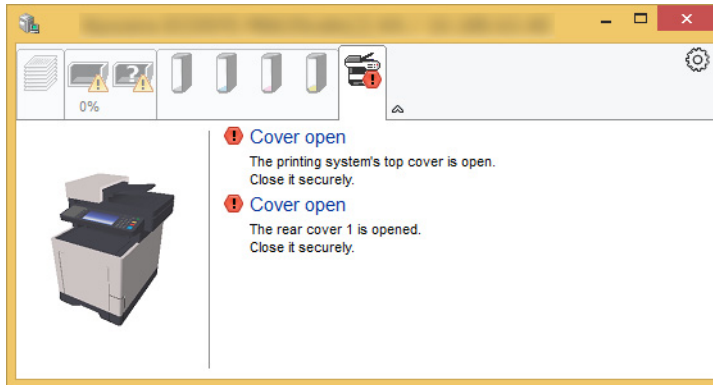 0%
Cover open
The printing system's top cover is open.
Close it securely.
Cover open
The rear cover 1 is opened.
Close it securely.